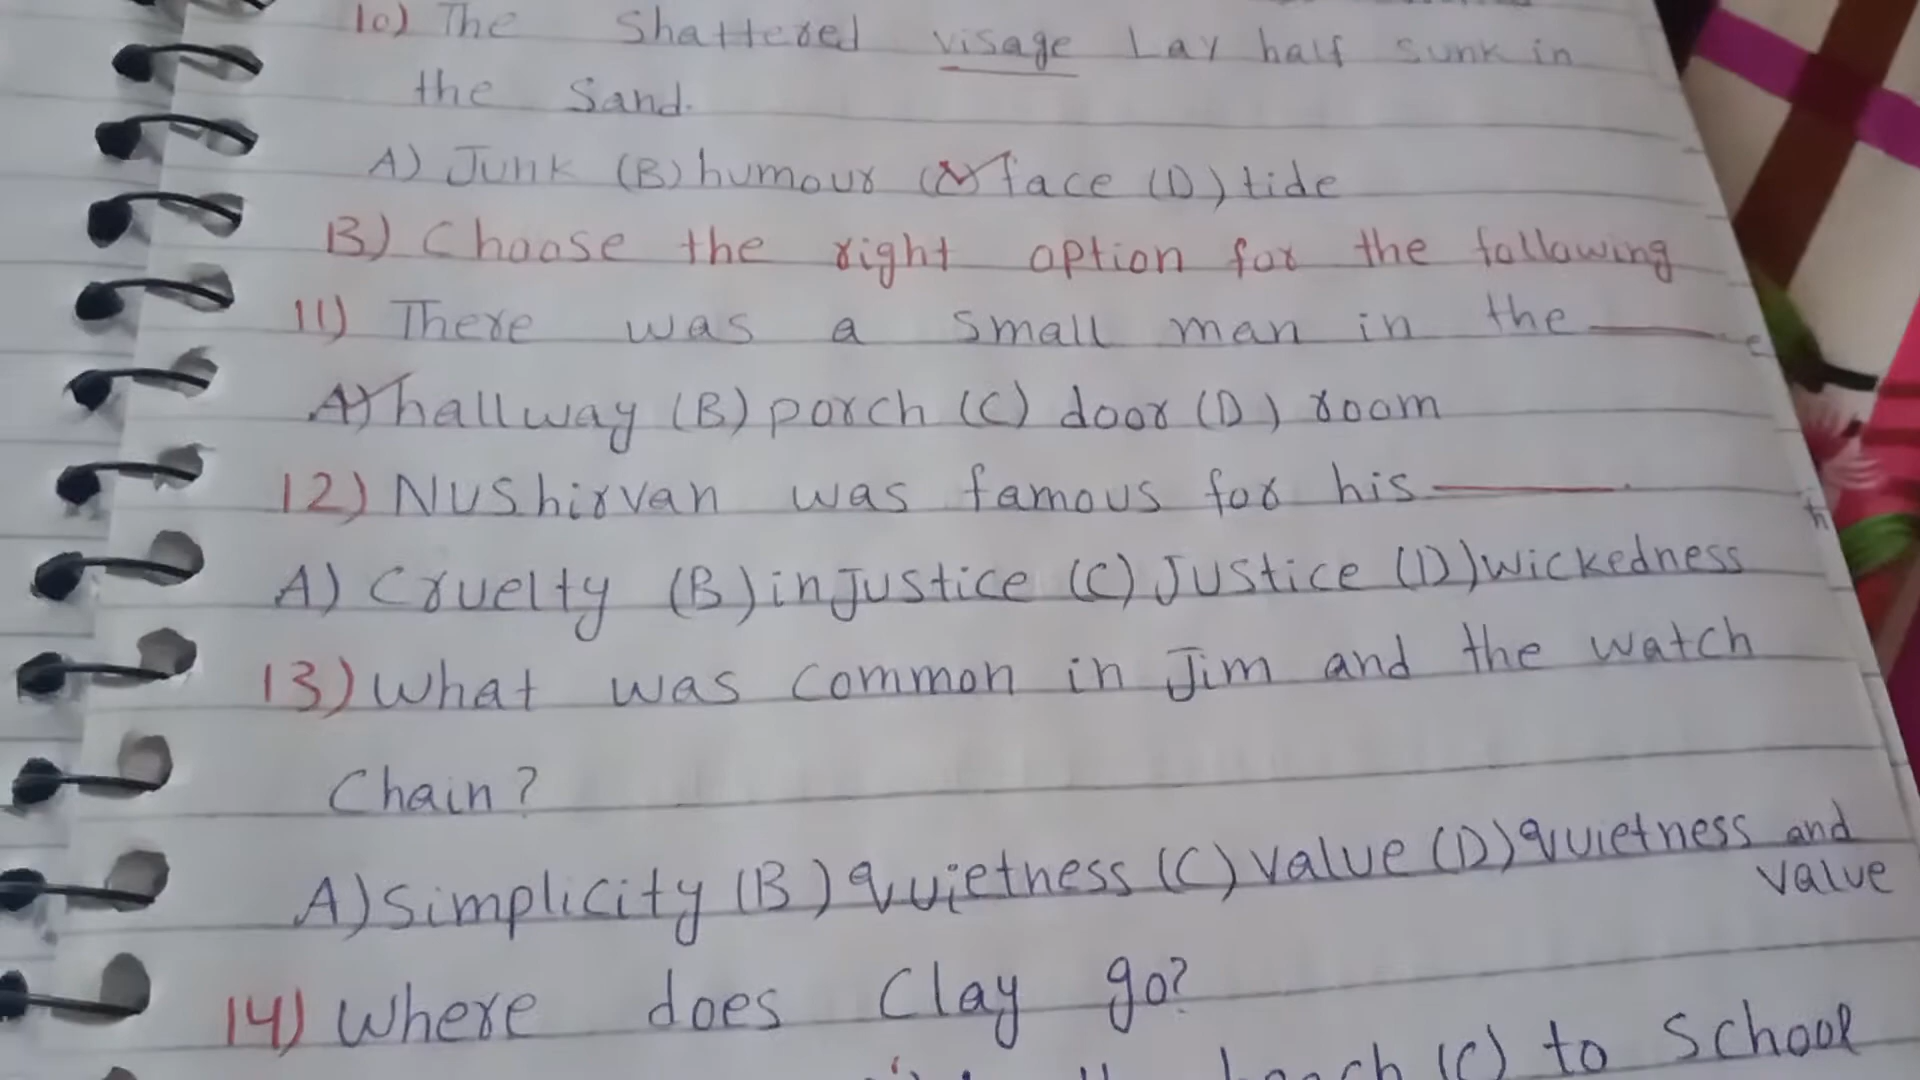 10) The Shattered visage Lay half sunk in
the Sand.
A) Junk (B) humour (C) face (D) tide
B) Choose the right option for the following
11) There was a small man in the
A) hallway (B) porch (C) door (D) room
12) NUShirvan was famous for his .
A) Cruelty (B) inJustice (C) Justice (D) wickedness
13) What was common in Jim and the watch
Chain?
A) Simplicity (B) quietness (C) value (D) quietness and
value
14) Where does Clay go?
(C) to School